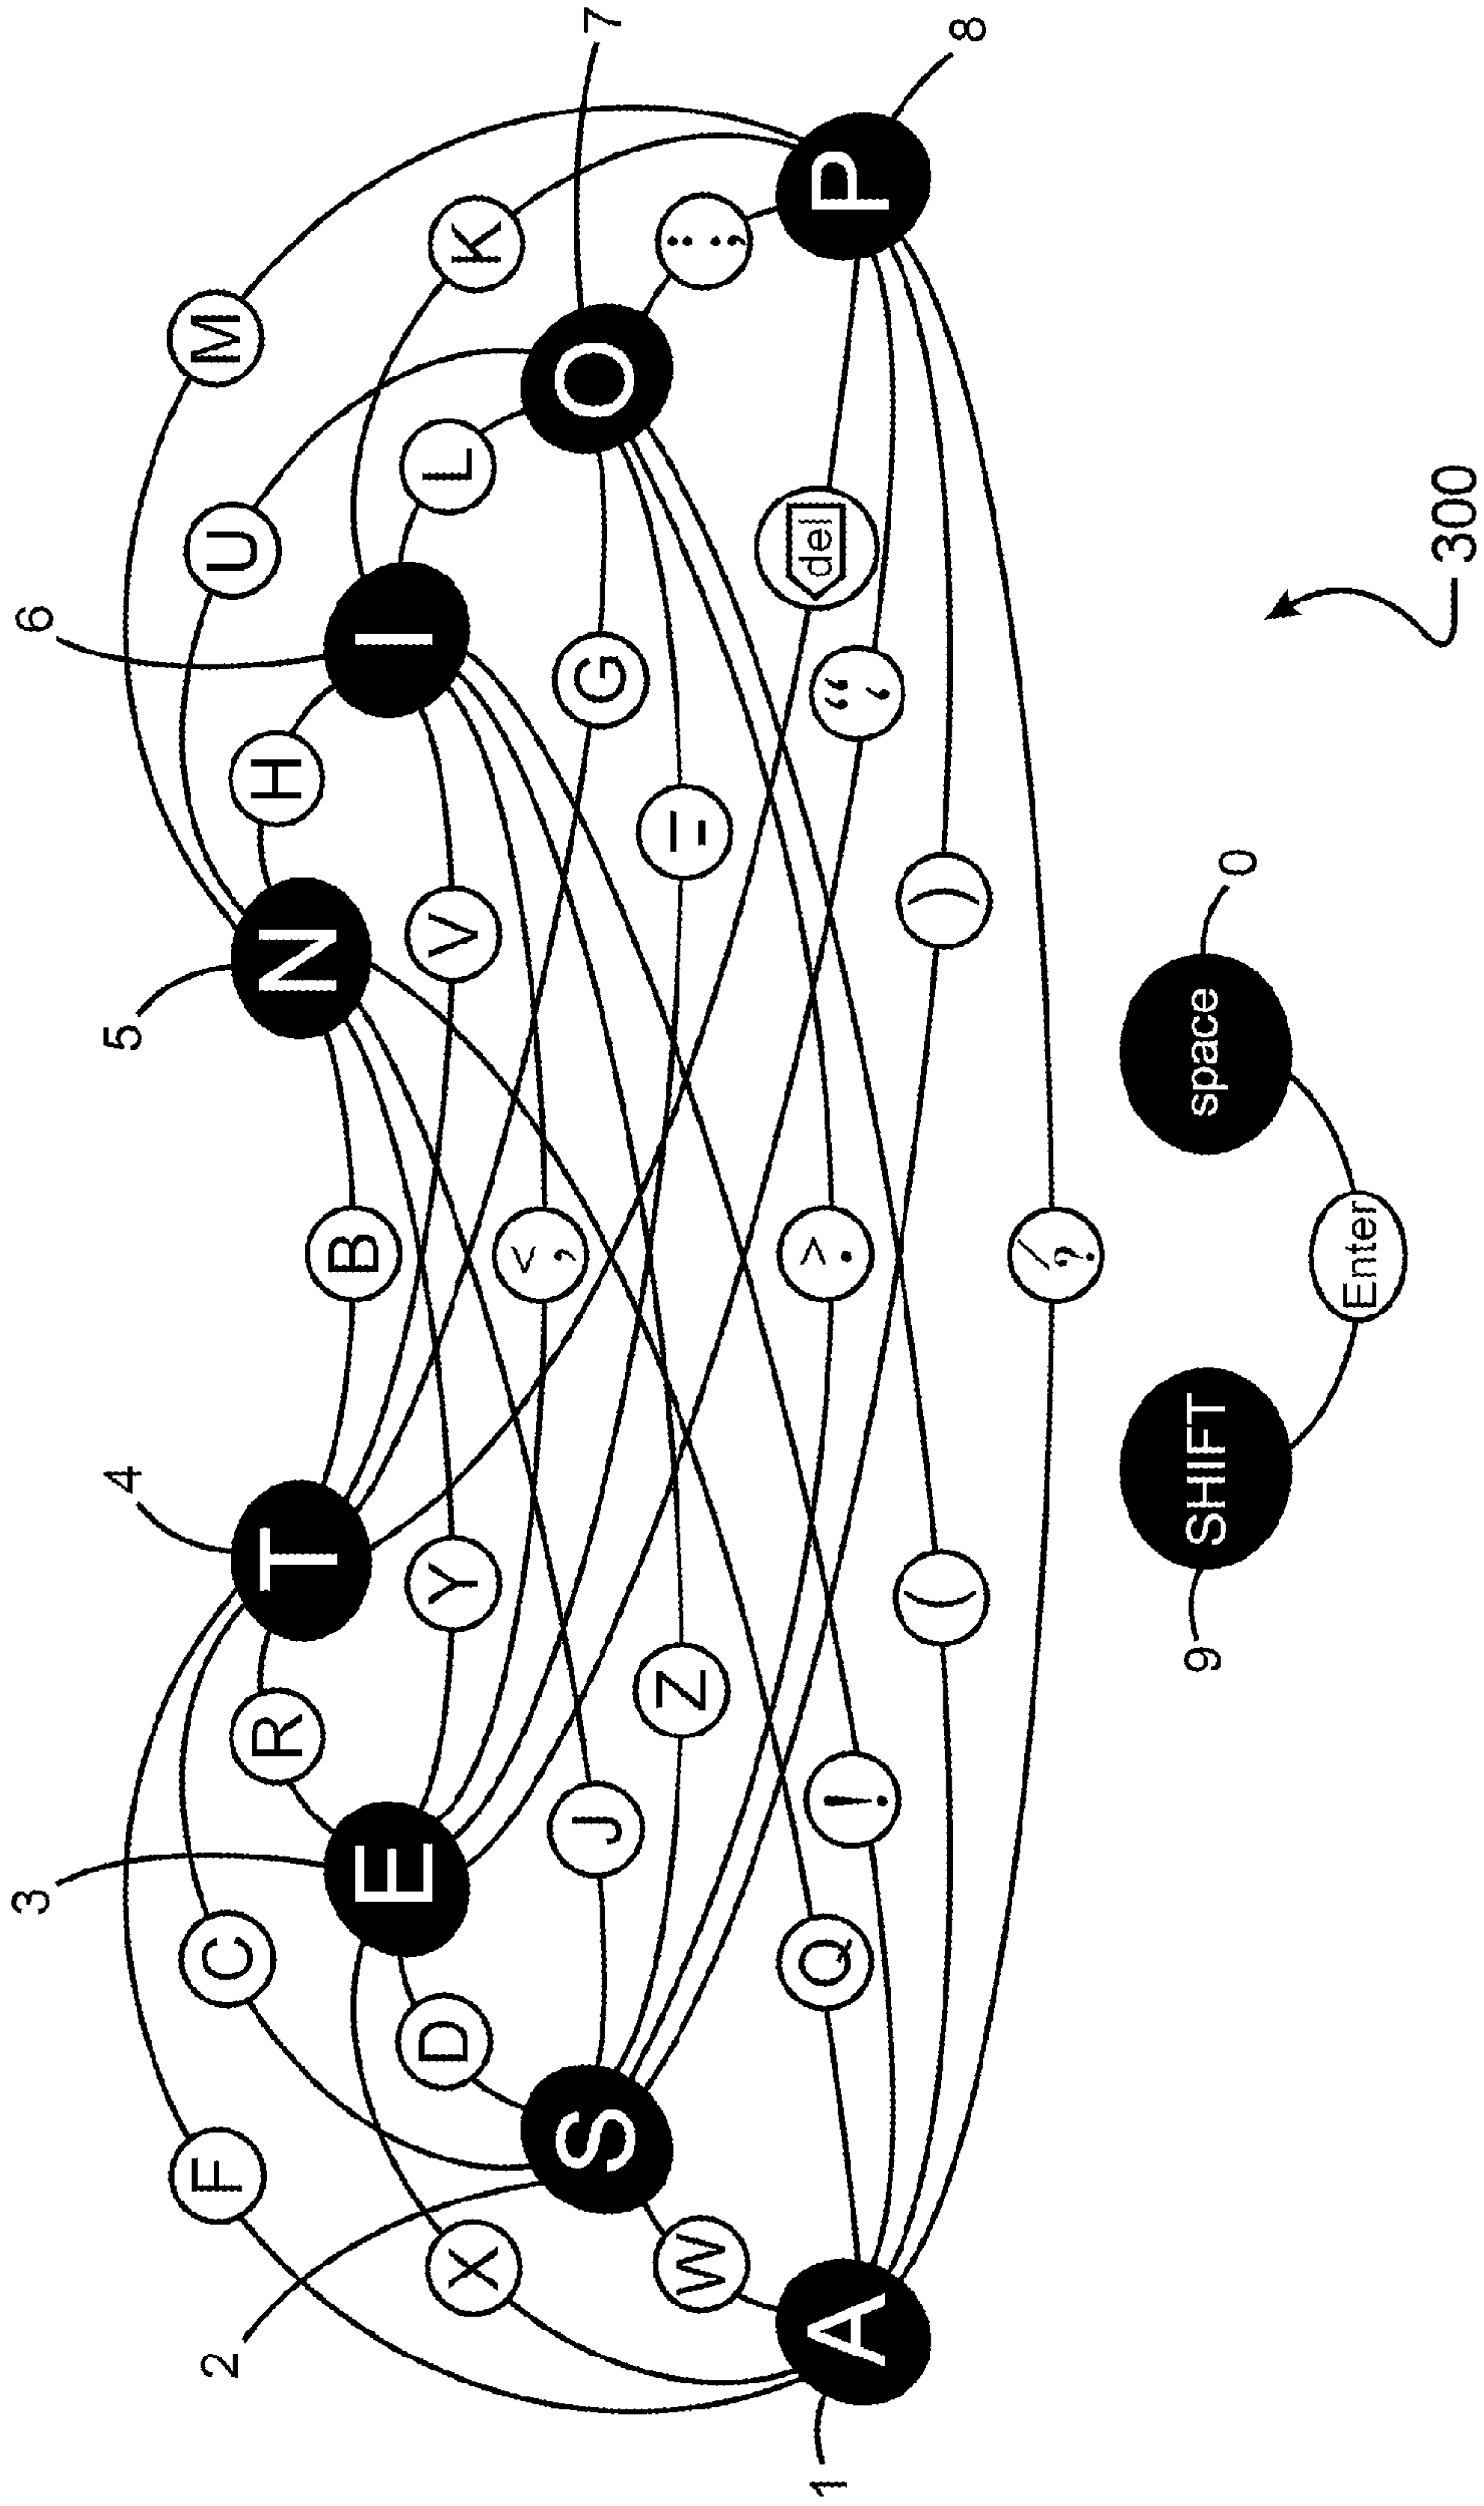 3 6
4 5
2 F C U M
R H
T N
B
E I
X D Y V L K
< ,
S J G O 7
W Z _ - : ;
1 A Q ! > . “ ‘ del P 8
( )
/ ?
9 SHIFT space 0
Enter
300